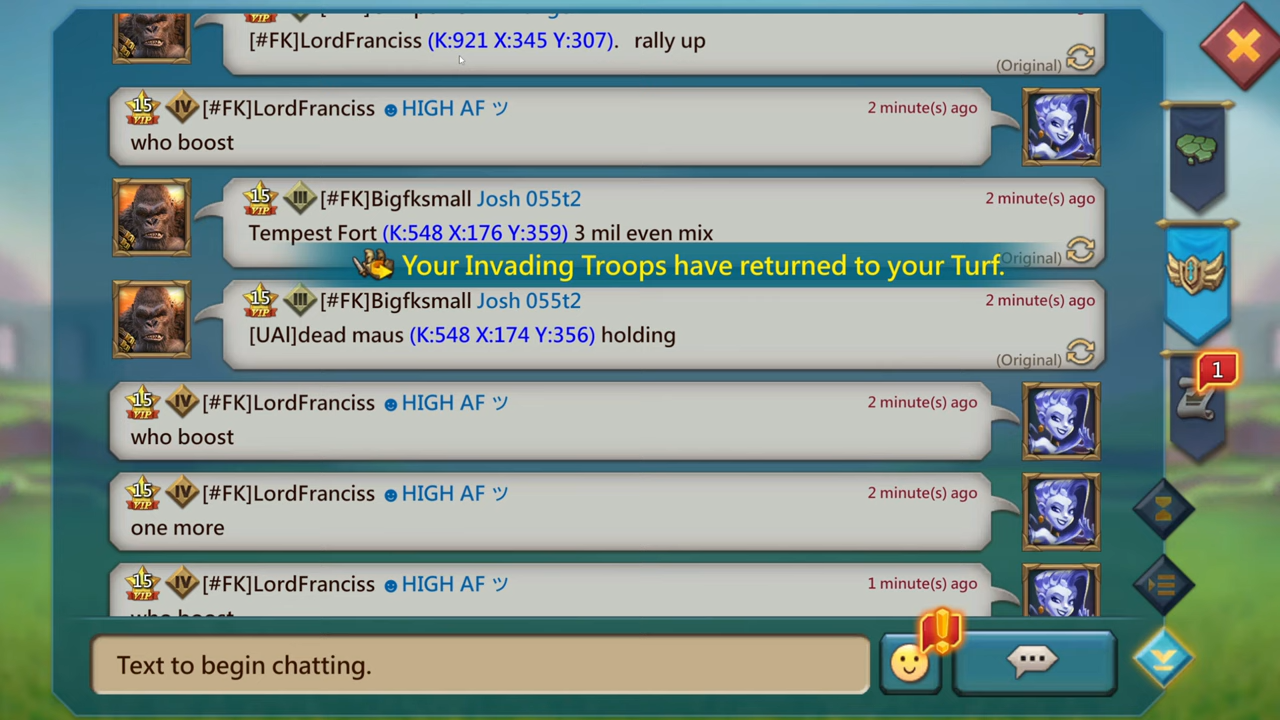 [#FK]LordFranciss (K:921 X:345 Y:307). rally up
(Original)
15 VIP IV [#FK]LordFranciss HIGH AF ツ 2 minute(s) ago
who boost
15 VIP III [#FK]Bigfksmall Josh 055t2 2 minute(s) ago
Tempest Fort (K:548 X:176 Y:359) 3 mil even mix
Your Invading Troops have returned to your Turf.
Original)
15 VIP III [#FK]Bigfksmall Josh 055t2 2 minute(s) ago
[UAl]dead maus (K:548 X:174 Y:356) holding
(Original)
15 VIP IV [#FK]LordFranciss HIGH AF ツ 2 minute(s) ago
who boost
1
15 VIP IV [#FK]LordFranciss HIGH AF ツ 2 minute(s) ago
one more
15 VIP IV [#FK]LordFranciss HIGH AF ツ 1 minute(s) ago
who boost
Text to begin chatting.